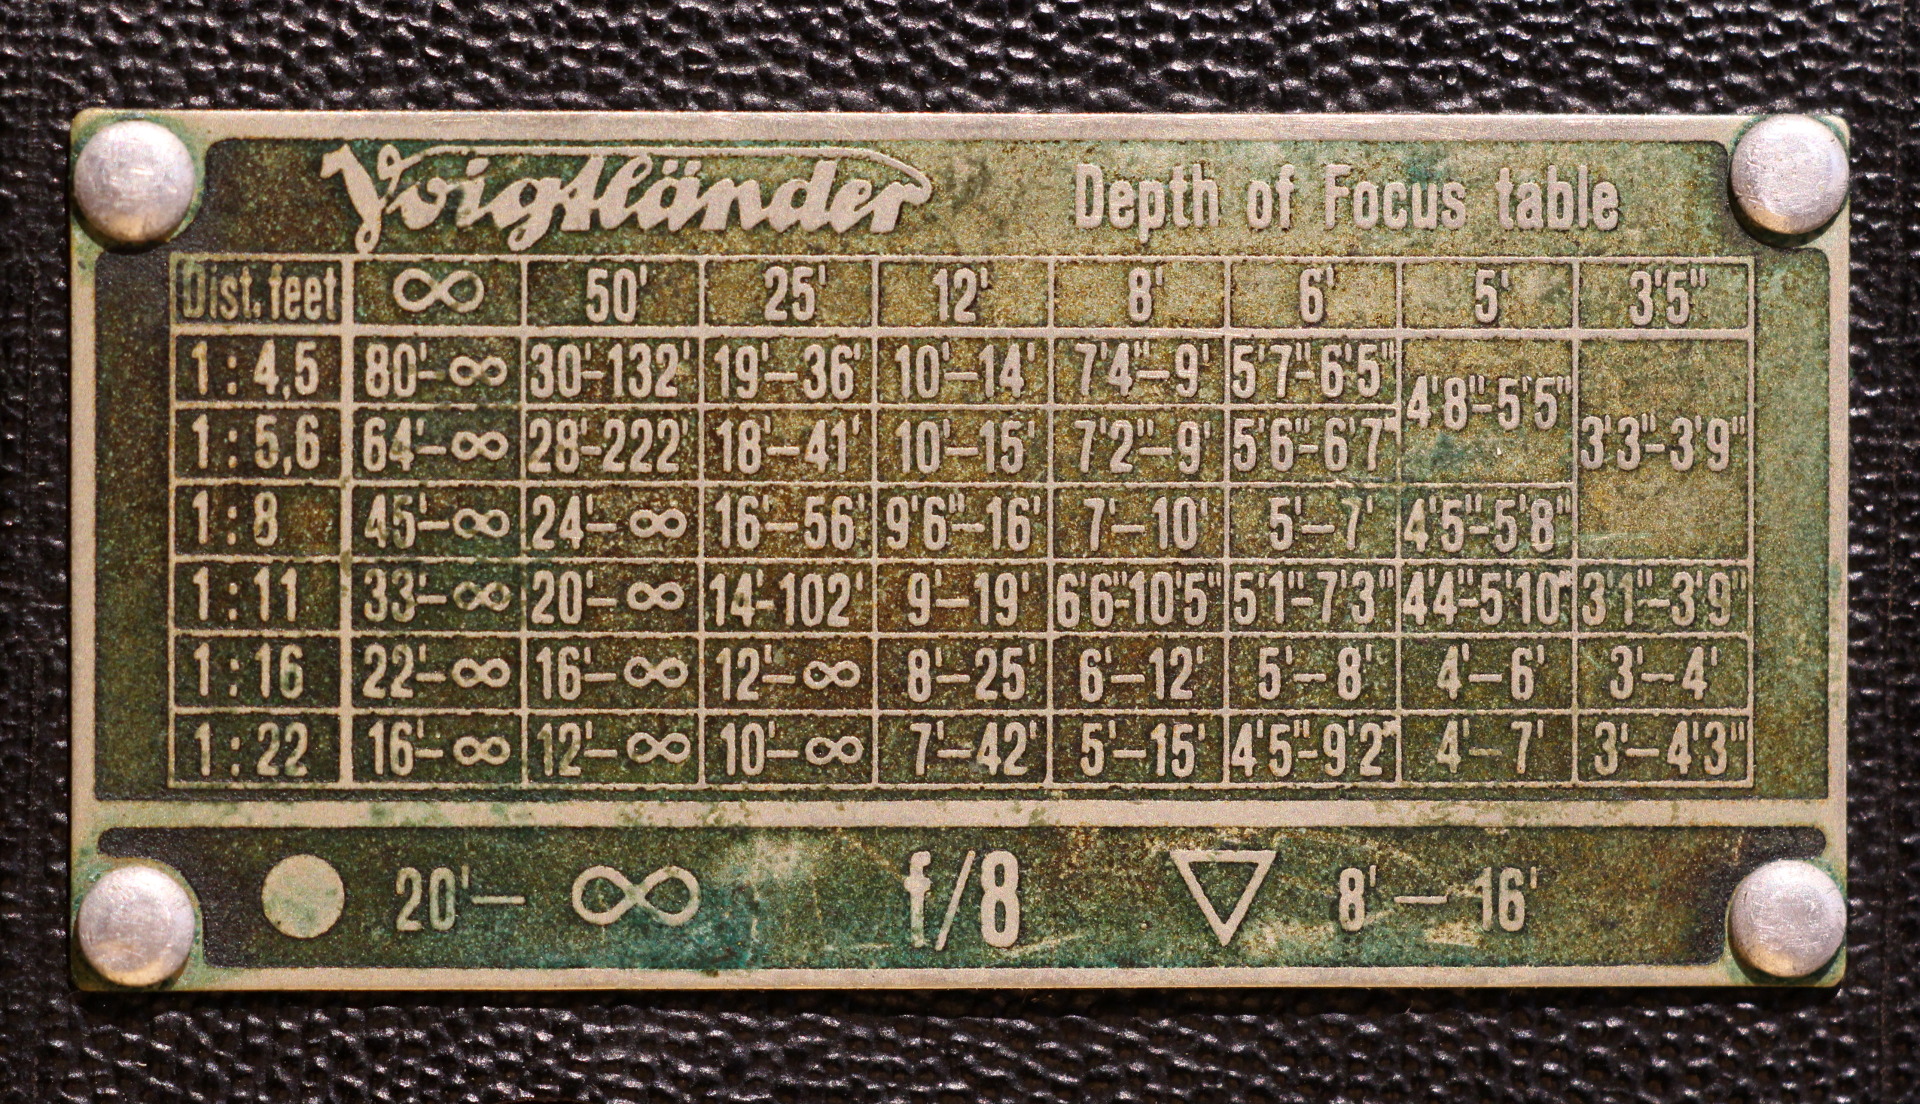 Voigtländer Depth of Focus table
Dist. feet ∞ 50' 25' 12' 8' 6' 5' 3'5"
1:4,5 80'-∞ 30'-132' 19'-36' 10'-14' 7'4"-9' 5'7"-6'5" 4'8"-5'5" 3'3"-3'9"
1:5,6 64'-∞ 28'-222' 18'-41' 10'-15' 7'2"-9' 5'6"-6'7"
1:8 45'-∞ 24'-∞ 16'-56' 9'6"-16' 7'-10' 5'-7' 4'5"-5'8"
1:11 33'-∞ 20'-∞ 14'-102' 9'-19' 6'6"-10'5" 5'1"-7'3" 4'4"-5'10" 3'1"-3'9"
1:16 22'-∞ 16'-∞ 12'-∞ 8'-25' 6'-12' 5'-8' 4'-6' 3'-4'
1:22 16'-∞ 12'-∞ 10'-∞ 7'-42' 5'-15' 4'5"-9'2" 4'-7' 3'-4'3"
● 20'-∞ f/8 ▽ 8'-16'